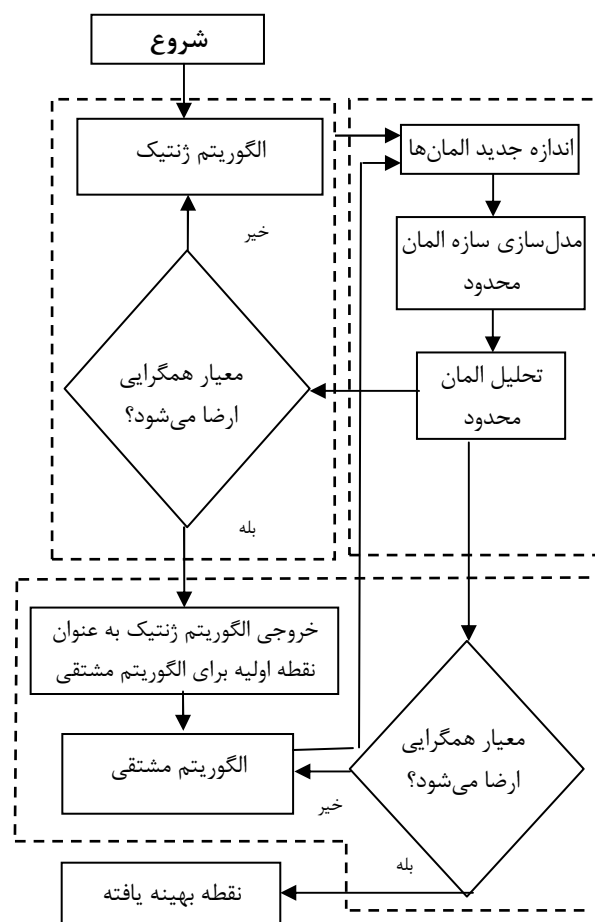 شروع
الگوریتم ژنتیک
اندازه جدید المان‌ها
خیر
مدل‌سازی سازه المان
محدود
معیار همگرایی
ارضا می‌شود؟
تحلیل المان
محدود
بله
خروجی الگوریتم ژنتیک به عنوان
نقطه اولیه برای الگوریتم مشتقی
الگوریتم مشتقی
معیار همگرایی
ارضا می‌شود؟
خیر
بله
نقطه بهینه یافته